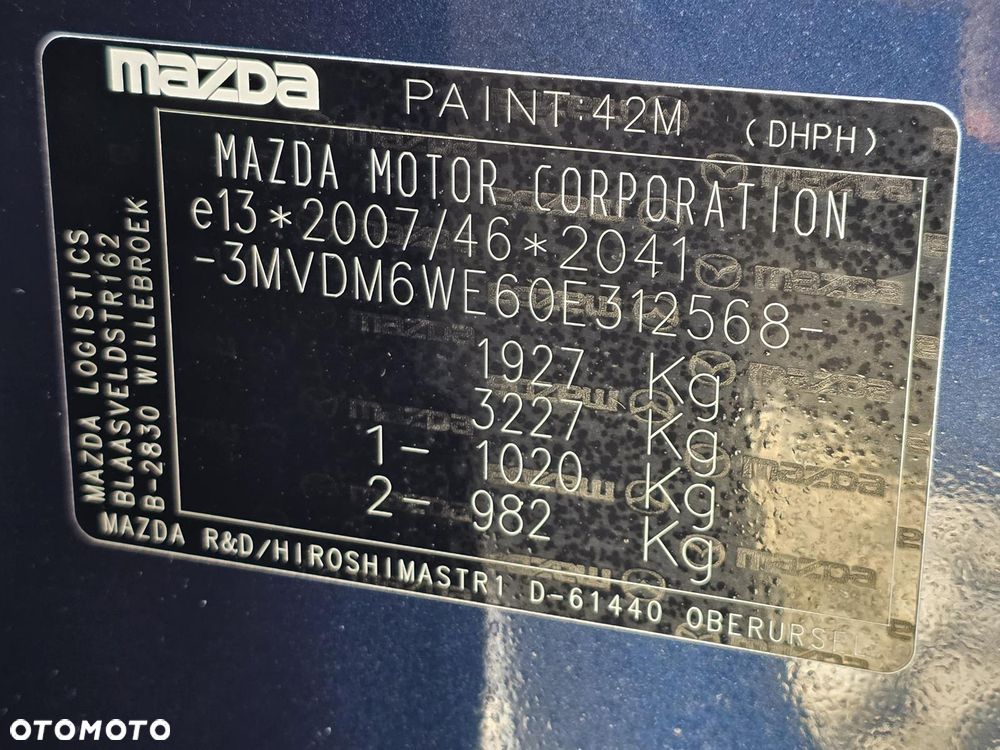 mazda PAINT:42M (DHPH)
MAZDA MOTOR CORPORATION
e13*2007/46*2041
-3MVDM6WE60E312568-
1927 Kg
3227 Kg
1- 1020 Kg
2- 982 Kg
MAZDA LOGISTICS
BLAASVELDSTR162
B-2830 WILLEBROEK
MAZDA R&D/HIROSHIMASTR1 D-61440 OBERURSEL
OTOMOTO